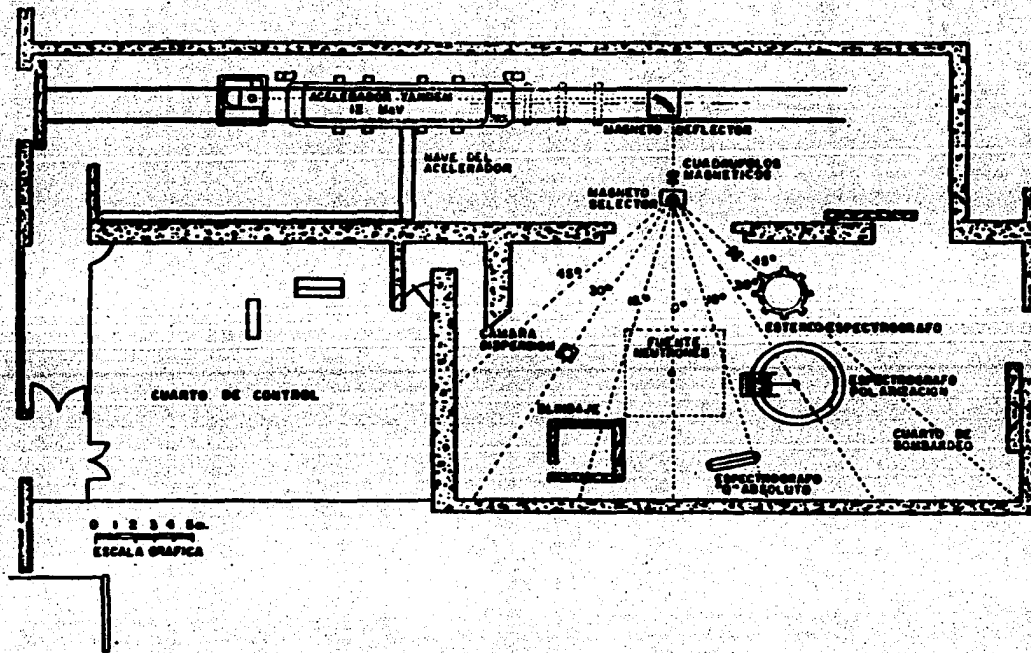 ACELERADOR TANDEM
12 MeV
MAGNETO DEFLECTOR
NAVE DEL
ACELERADOR
CUADRUPOLOS
MAGNETICOS
MAGNETO
SELECTOR
45°
30°
15°
0°
15°
30°
45°
ESTEREO ESPECTROGRAFO
CAMARA
DISPERSION
FUENTE
NEUTRONES
ESPECTROGRAFO
POLARIZACION
CUARTO DE CONTROL
BLINDAJE
CUARTO DE
BOMBARDEO
ESPECTROGRAFO
"Q" ABSOLUTO
0 1 2 3 4 5m.
ESCALA GRAFICA